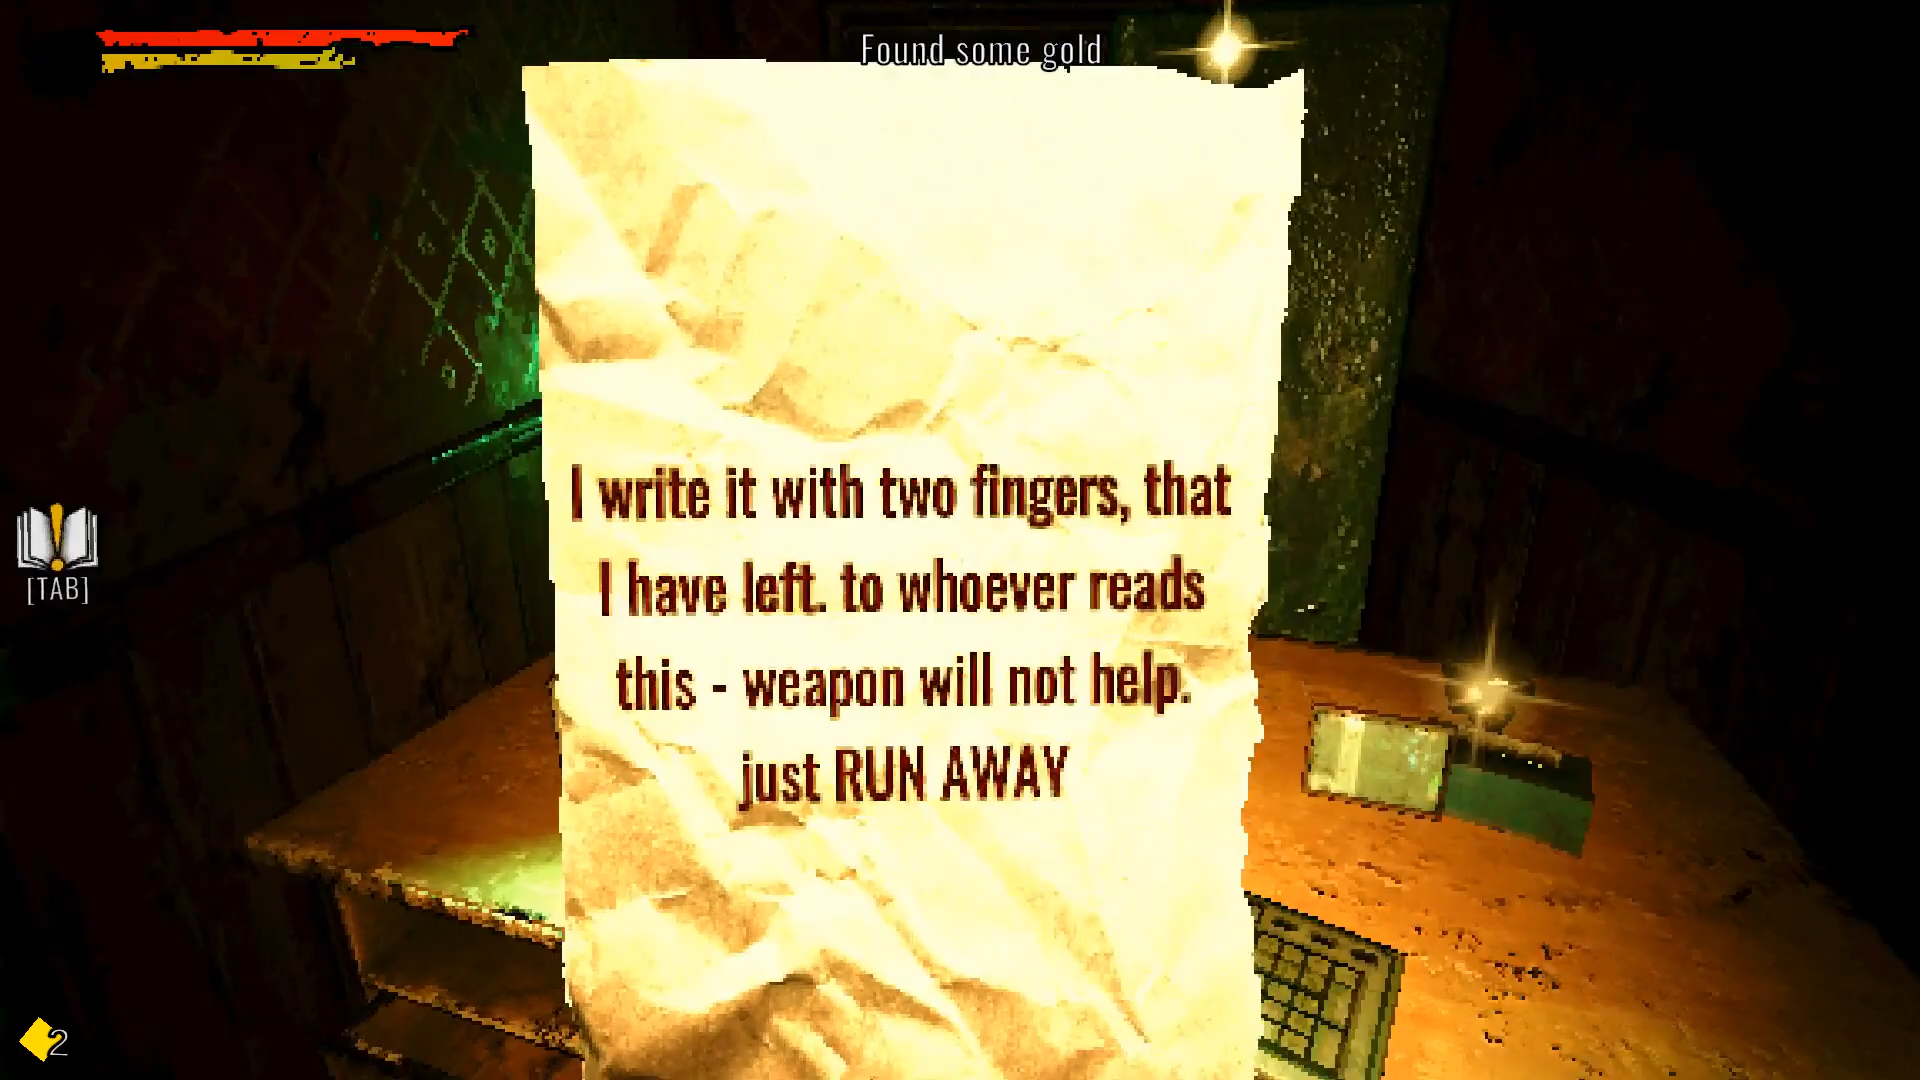 Found some gold
I write it with two fingers, that
I have left. to whoever reads
this - weapon will not help.
just RUN AWAY
[TAB]
2